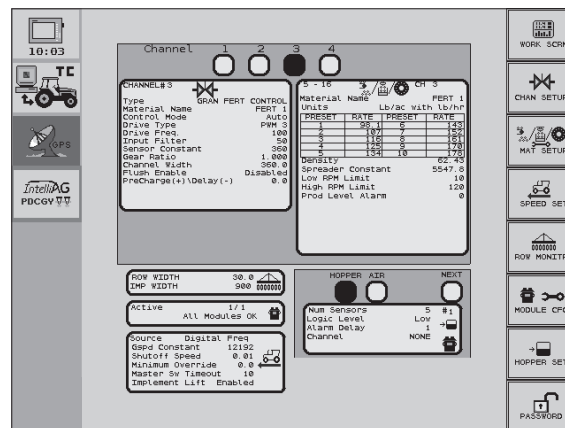 10:03
TC
GPS
IntelliAG
PDCGY
Channel 1 2 3 4
CHANNEL# 3
Type GRAN FERT CONTROL
Material Name FERT 1
Control Mode Auto
Drive Type PWM 3
Drive Freq. 100
Input Filter 50
Sensor Constant 360
Gear Ratio 1.000
Channel Width 360.0
Flush Enable Disabled
PreCharge(+)\Delay(-) 0.0
5 - 16 CH 3
Material Name FERT 1
Units Lb/ac with lb/hr
PRESET RATE PRESET RATE
1 98.1 6 143
2 107 7 152
3 116 8 161
4 125 9 170
5 134 10 178
Density 62.43
Spreader Constant 5547.8
Low RPM Limit 10
High RPM Limit 120
Prod Level Alarm 0
ROW WIDTH 30.0
IMP WIDTH 900
Active 1/1
All Modules OK
Source Digital Freq
Gspd Constant 12192
Shutoff Speed 0.01
Minimum Override 0.0
Master Sw Timeout 10
Implement Lift Enabled
HOPPER AIR NEXT
Num Sensors 5 #1
Logic Level Low
Alarm Delay 1
Channel NONE
WORK SCRN
CHAN SETUP
MAT SETUP
SPEED SET
ROW MONITR
MODULE CFG
HOPPER SET
PASSWORD